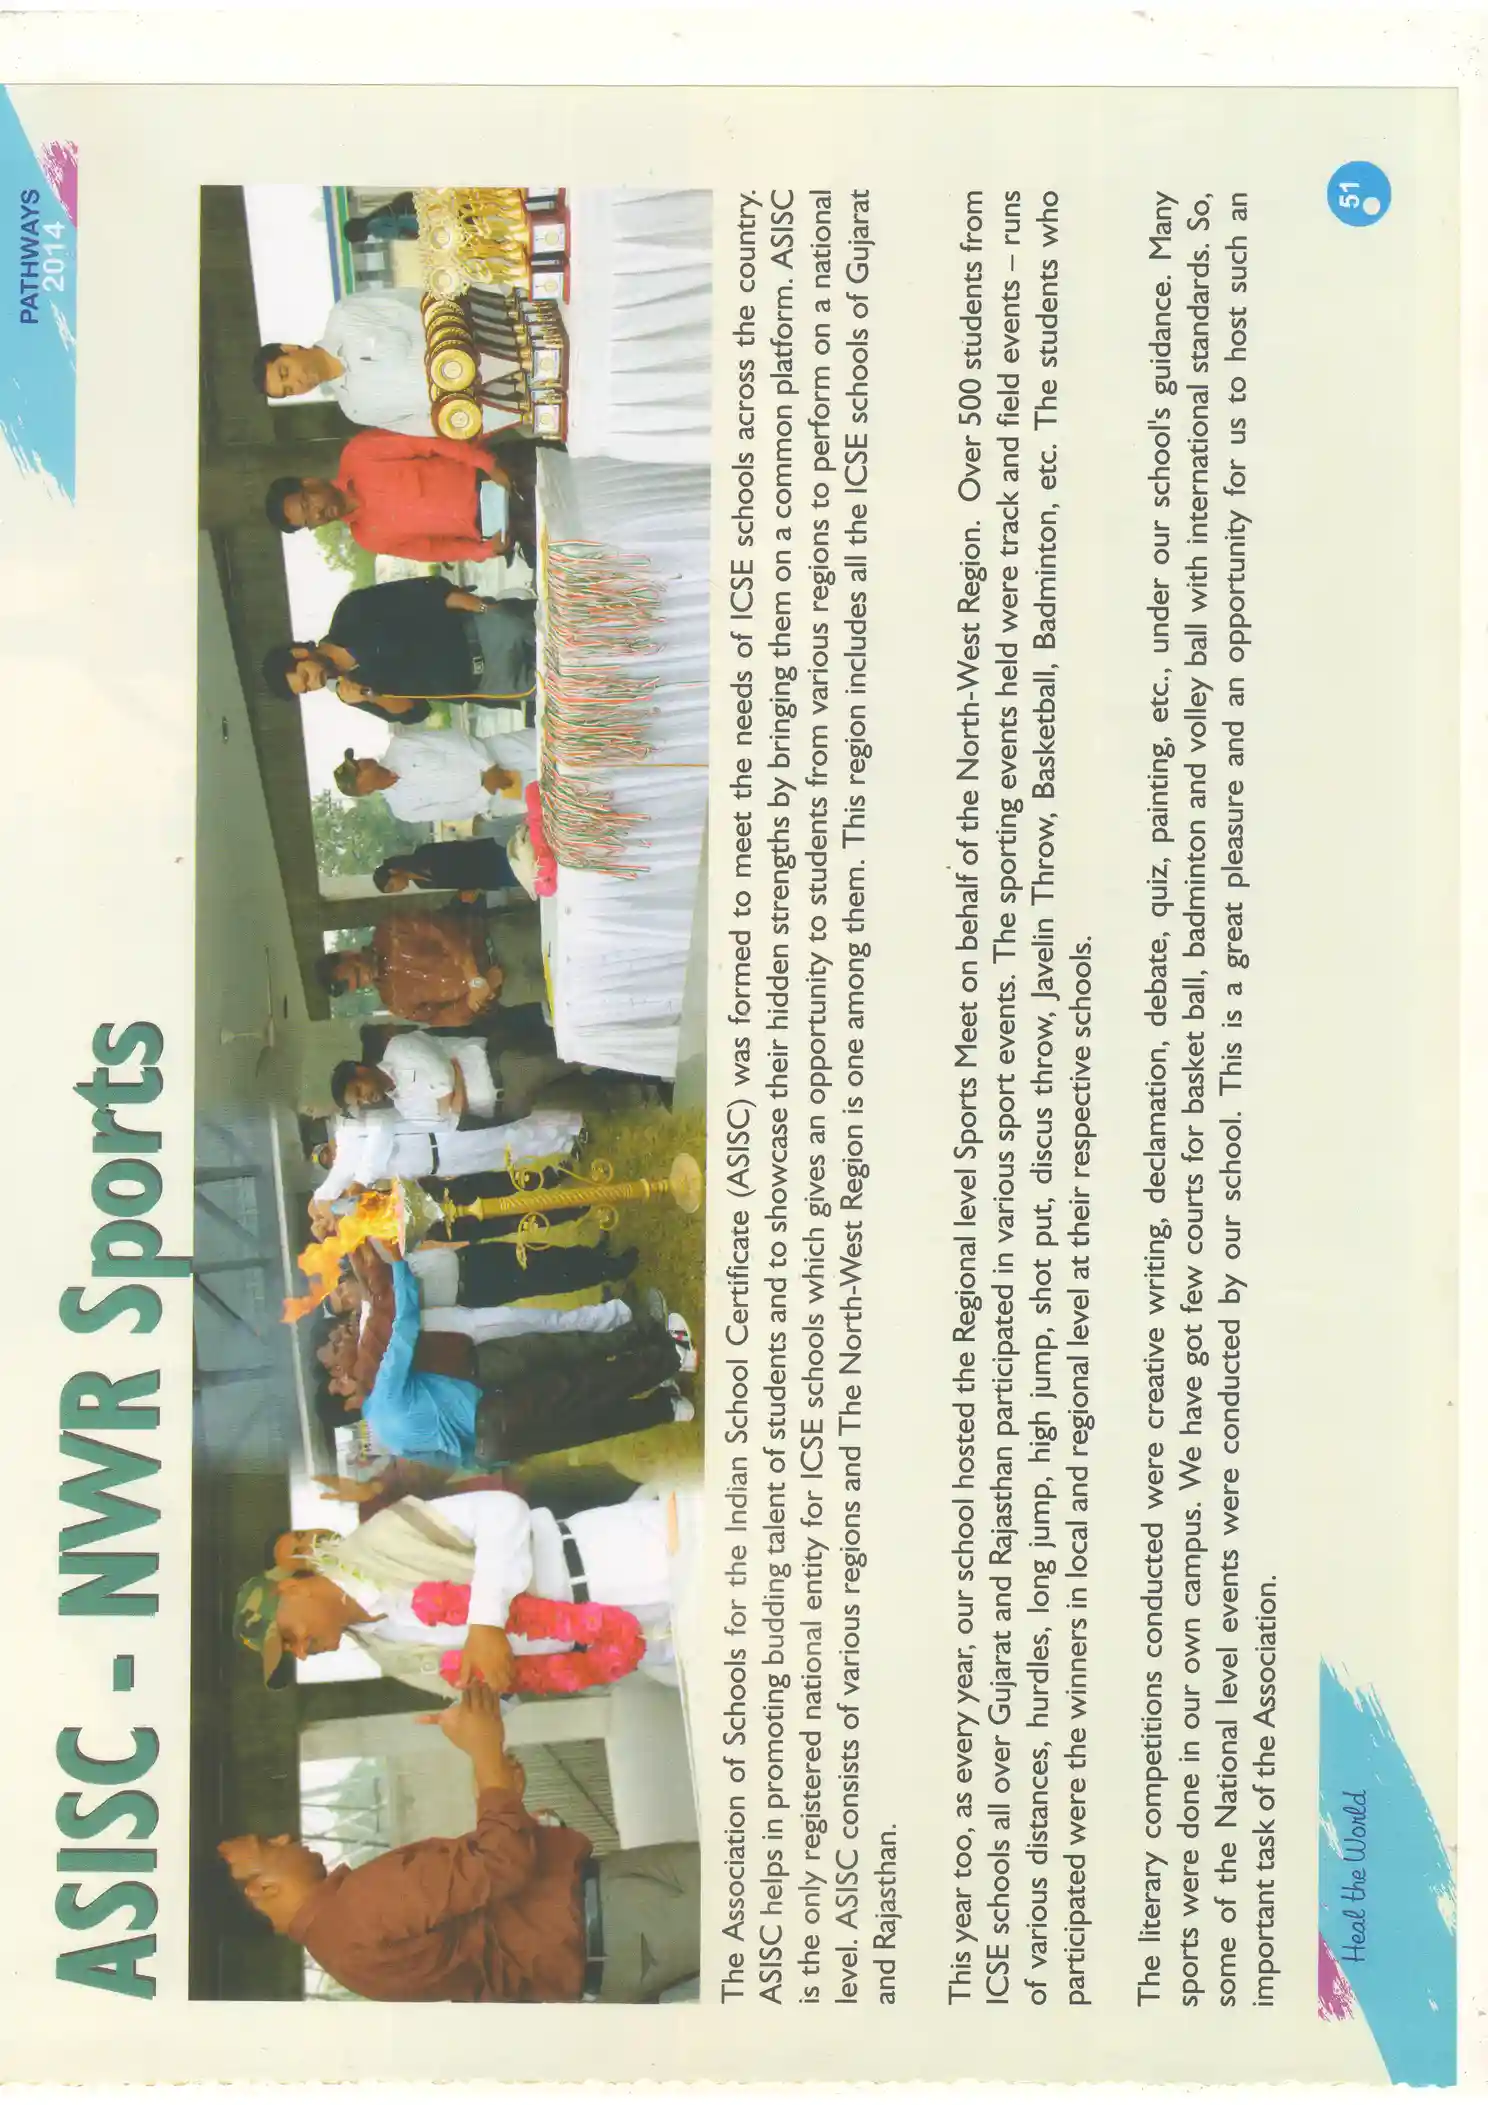 PATHWAYS
2014
ASISC - NWR Sports
The Association of Schools for the Indian School Certificate (ASISC) was formed to meet the needs of ICSE schools across the country.
ASISC helps in promoting budding talent of students and to showcase their hidden strengths by bringing them on a common platform. ASISC
is the only registered national entity for ICSE schools which gives an opportunity to students from various regions to perform on a national
level. ASISC consists of various regions and The North-West Region is one among them. This region includes all the ICSE schools of Gujarat
and Rajasthan.
This year too, as every year, our school hosted the Regional level Sports Meet on behalf of the North-West Region. Over 500 students from
ICSE schools all over Gujarat and Rajasthan participated in various sport events. The sporting events held were track and field events – runs
of various distances, hurdles, long jump, high jump, shot put, discus throw, Javelin Throw, Basketball, Badminton, etc. The students who
participated were the winners in local and regional level at their respective schools.
The literary competitions conducted were creative writing, declamation, debate, quiz, painting, etc., under our school's guidance. Many
sports were done in our own campus. We have got few courts for basket ball, badminton and volley ball with international standards. So,
some of the National level events were conducted by our school. This is a great pleasure and an opportunity for us to host such an
important task of the Association.
Heal the World
51